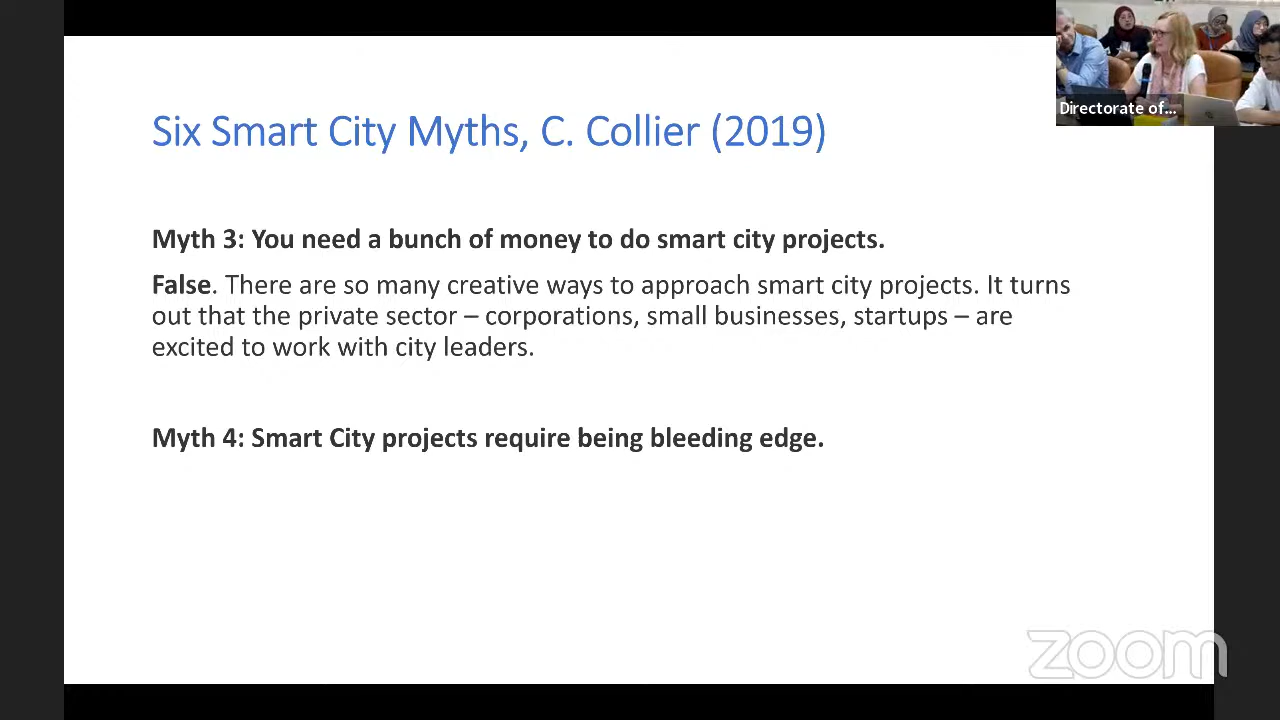 Directorate of...
Six Smart City Myths, C. Collier (2019)
Myth 3: You need a bunch of money to do smart city projects.
False. There are so many creative ways to approach smart city projects. It turns
out that the private sector – corporations, small businesses, startups – are
excited to work with city leaders.
Myth 4: Smart City projects require being bleeding edge.
zoom